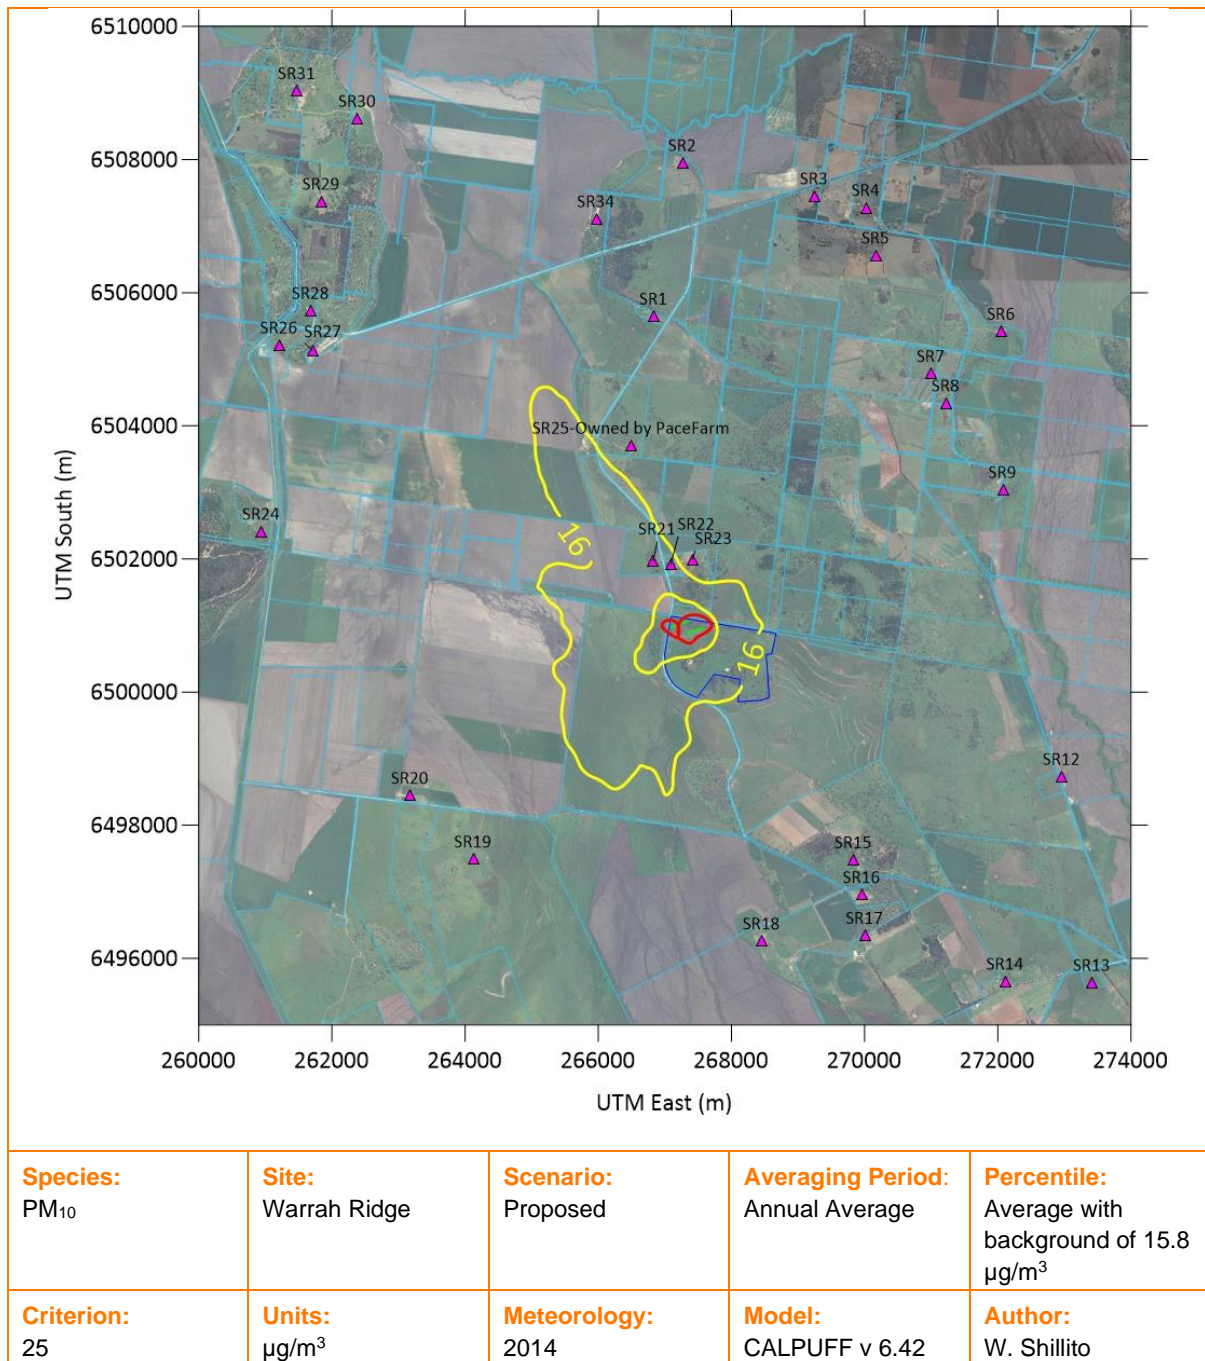 6510000
SR31
SR30
SR2
6508000
SR29
SR3
SR4
SR34
SR5
6506000
SR28
SR1
SR6
SR26
SR27
SR7
SR8
6504000
SR25-Owned by PaceFarm
SR9
SR24
16
SR21
SR22
SR23
6502000
UTM South (m)
16
6500000
SR12
SR20
6498000
SR19
SR15
SR16
SR18
SR17
6496000
SR14
SR13
260000 262000 264000 266000 268000 270000 272000 274000
UTM East (m)
Species: Site: Scenario: Averaging Period: Percentile:
PM₁₀ Warrah Ridge Proposed Annual Average Average with
background of 15.8
µg/m³
Criterion: Units: Meteorology: Model: Author:
25 µg/m³ 2014 CALPUFF v 6.42 W. Shillito